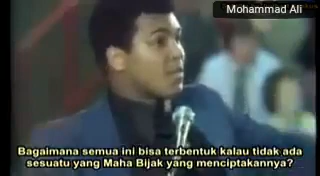 Mohammad Ali
Bagaimana semua ini bisa terbentuk kalau tidak ada
sesuatu yang Maha Bijak yang menciptakannya?